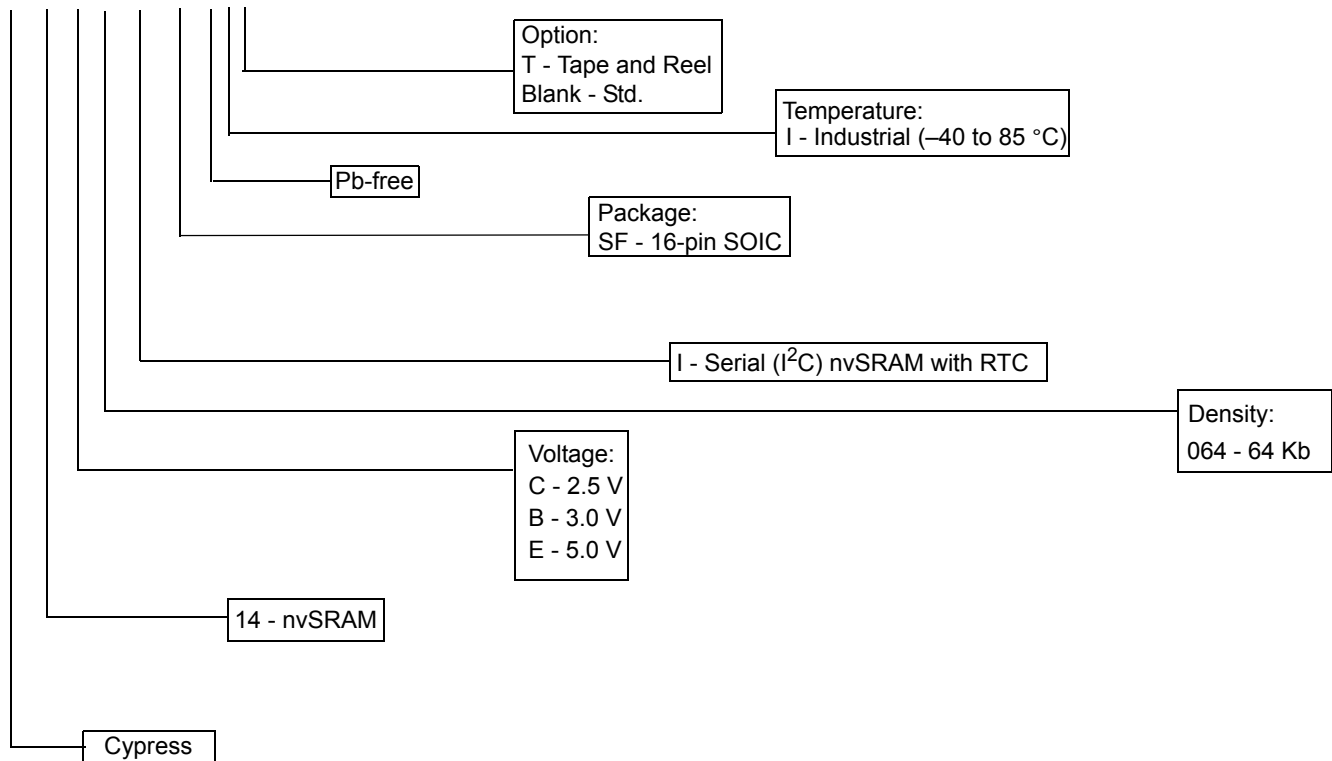 Option:
T - Tape and Reel
Blank - Std.
Temperature:
I - Industrial (–40 to 85 °C)
Pb-free
Package:
SF - 16-pin SOIC
I - Serial (I²C) nvSRAM with RTC
Density:
064 - 64 Kb
Voltage:
C - 2.5 V
B - 3.0 V
E - 5.0 V
14 - nvSRAM
Cypress